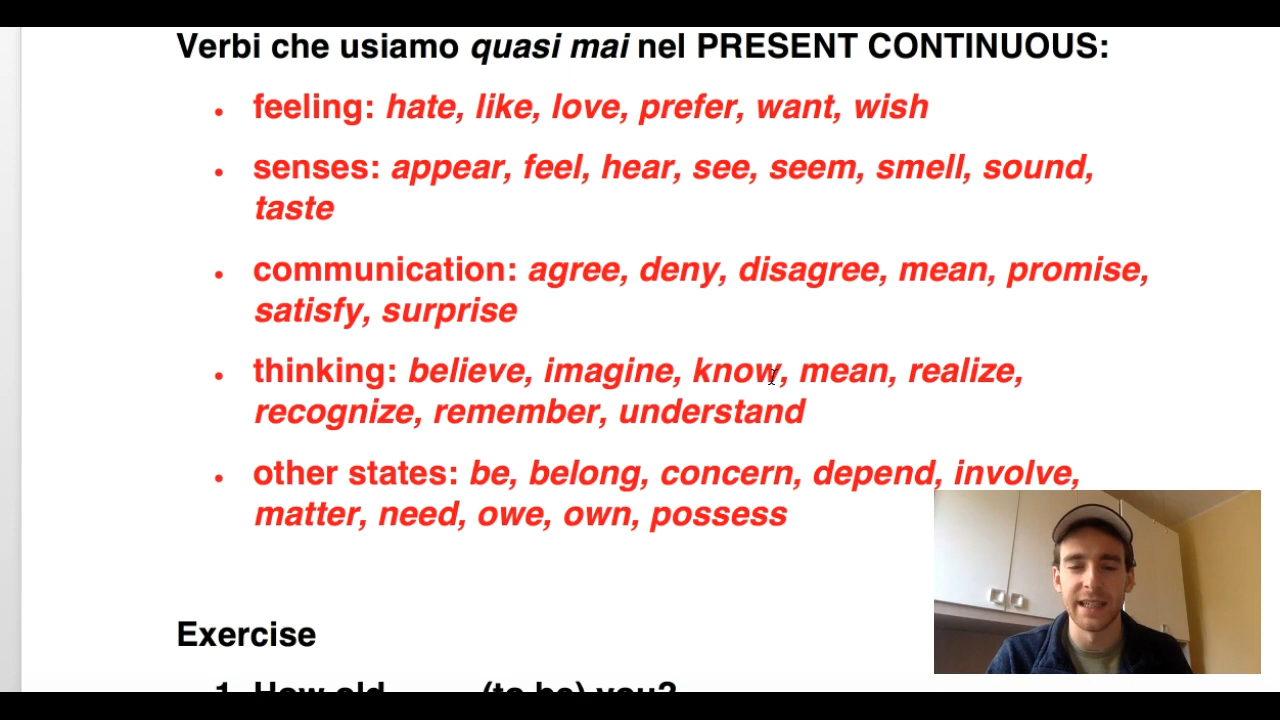 Verbi che usiamo quasi mai nel PRESENT CONTINUOUS:
• feeling: hate, like, love, prefer, want, wish
• senses: appear, feel, hear, see, seem, smell, sound,
taste
• communication: agree, deny, disagree, mean, promise,
satisfy, surprise
• thinking: believe, imagine, know, mean, realize,
recognize, remember, understand
• other states: be, belong, concern, depend, involve,
matter, need, owe, own, possess
Exercise
1. How old ____ (to be) you?